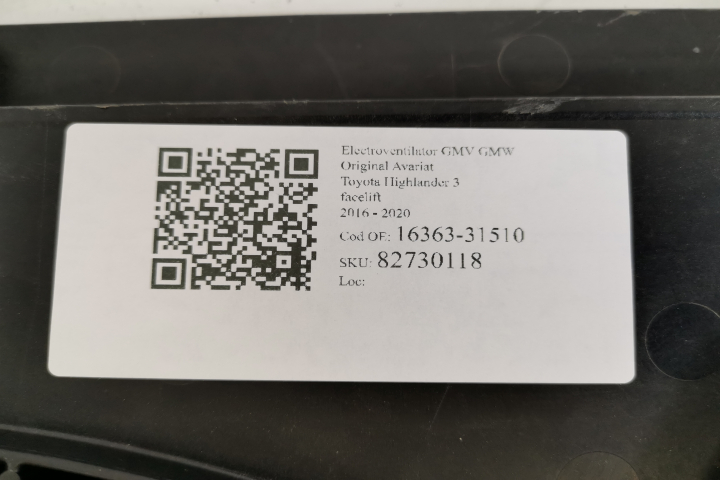 Electroventilator GMV GMW
Original Avariat
Toyota Highlander 3
facelift
2016 - 2020
Cod OE: 16363-31510
SKU: 82730118
Loc: